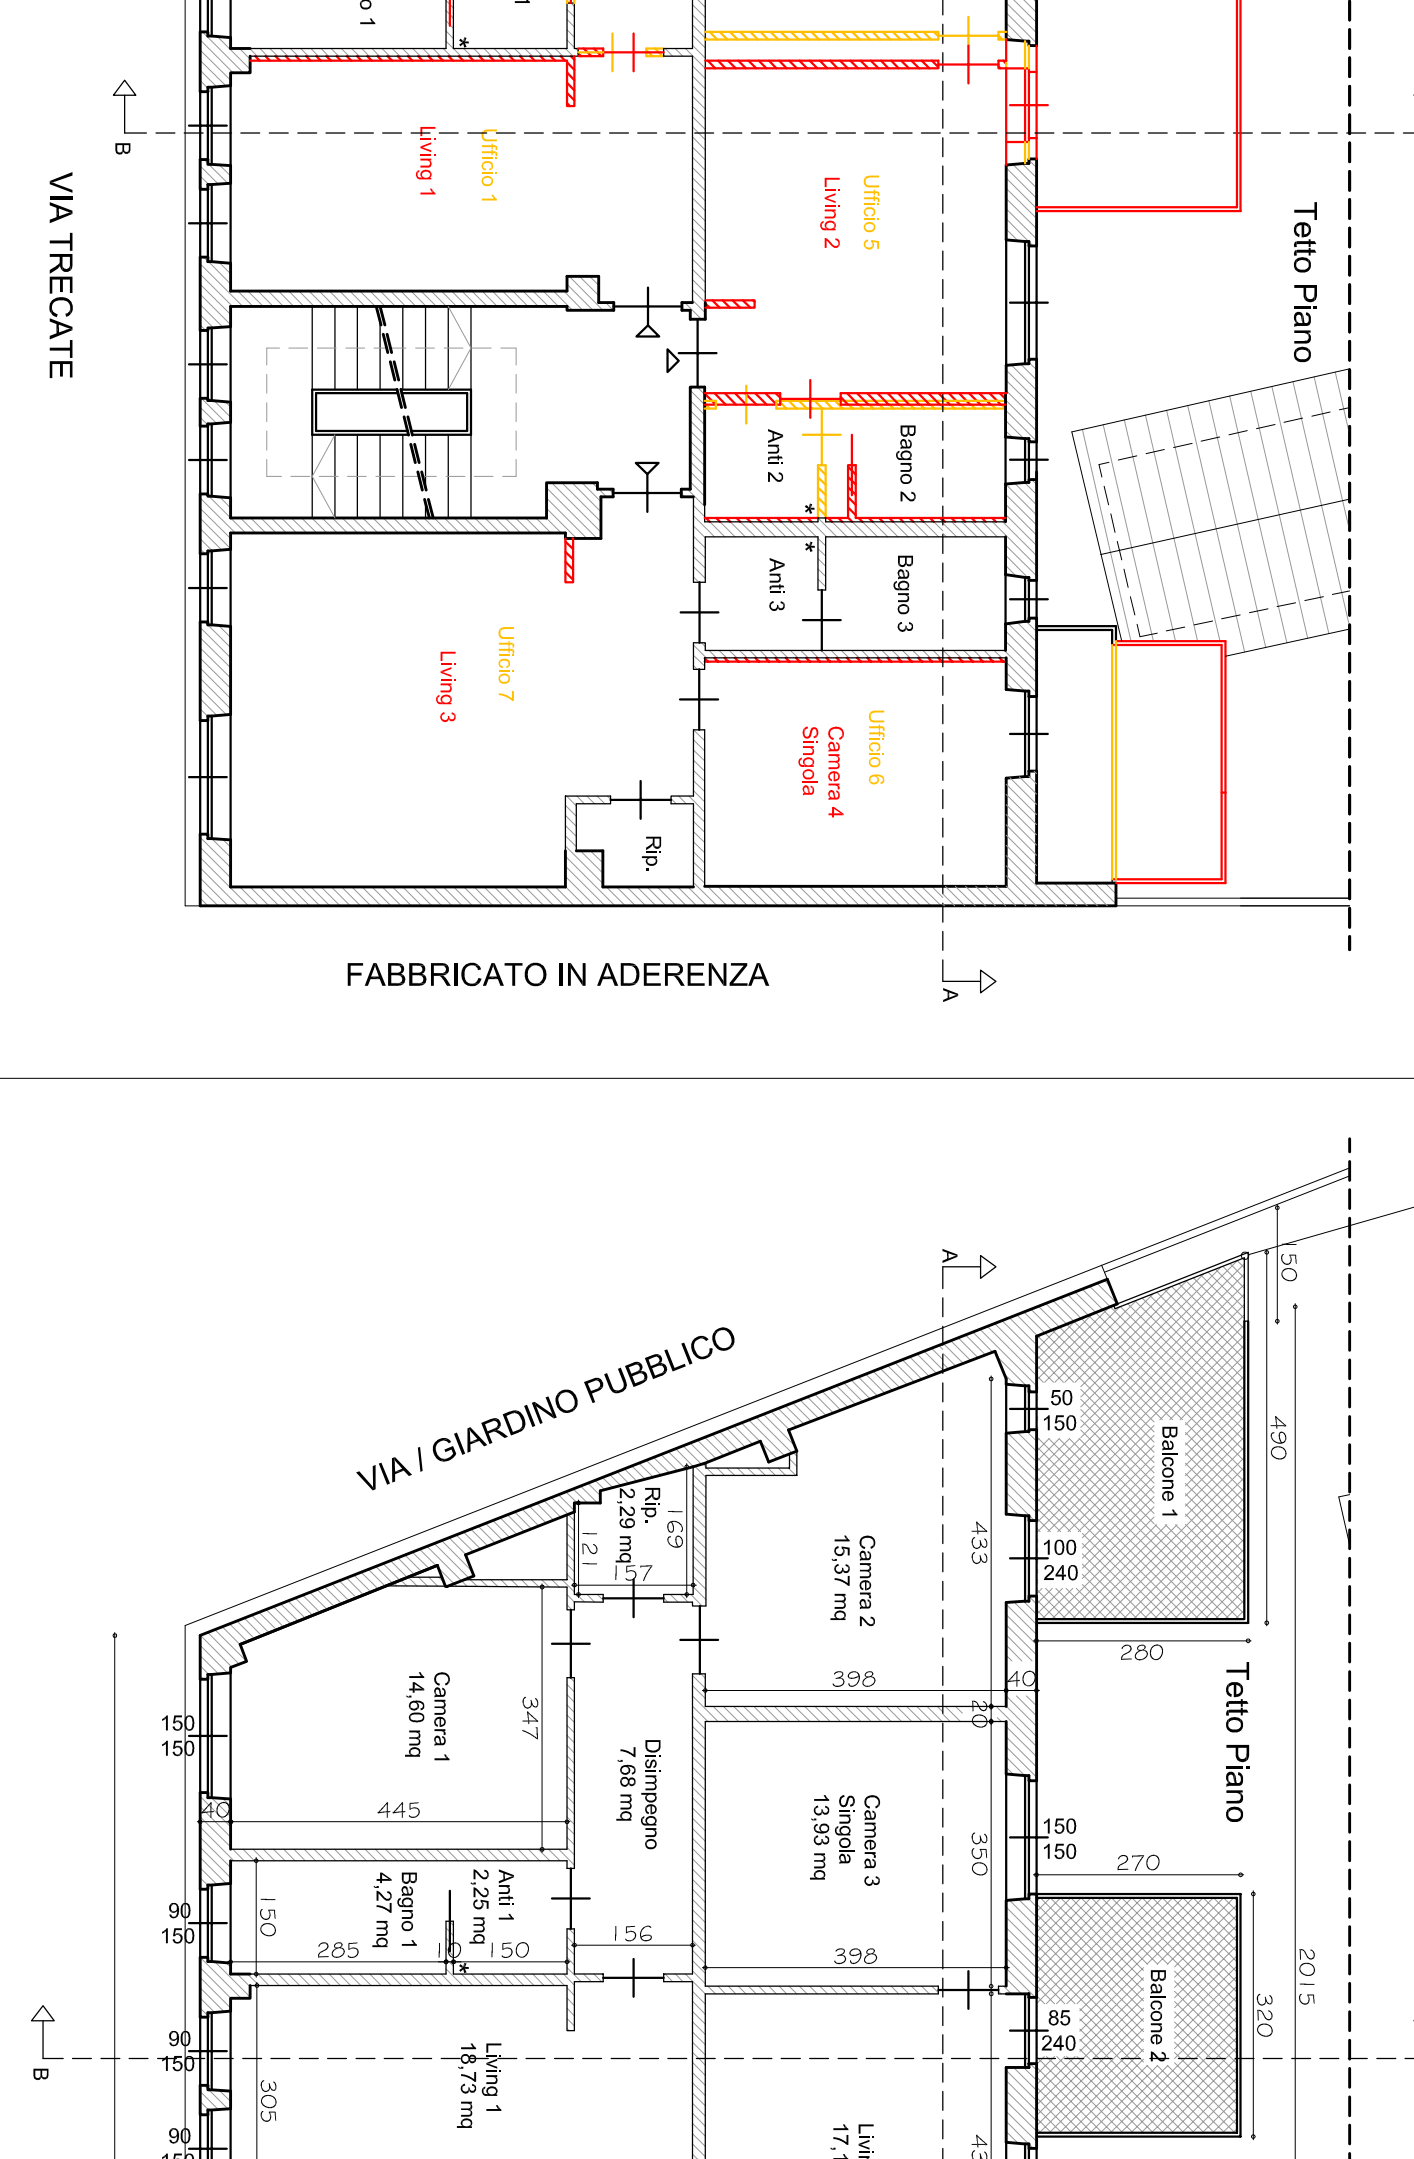 B
VIA TRECATE
Ufficio 1
Living 1
Ufficio 5
Living 2
Tetto Piano
Anti 2
Bagno 2
*
*
Anti 3
Bagno 3
Ufficio 7
Living 3
Ufficio 6
Camera 4
Singola
Rip.
FABBRICATO IN ADERENZA
A
A
VIA / GIARDINO PUBBLICO
150
490
50
150
Balcone 1
100
240
433
Camera 2
15,37 mq
Rip.
2,29 mq
169
121
157
280
398
40
20
Tetto Piano
Camera 1
14,60 mq
347
150
150
40
445
Disimpegno
7,68 mq
Camera 3
Singola
13,93 mq
350
150
150
270
Anti 1
2,25 mq
Bagno 1
4,27 mq
90
150
150
285
10
150
*
156
398
2015
320
Balcone 2
85
240
B
90
150
Living 1
18,73 mq
305
90